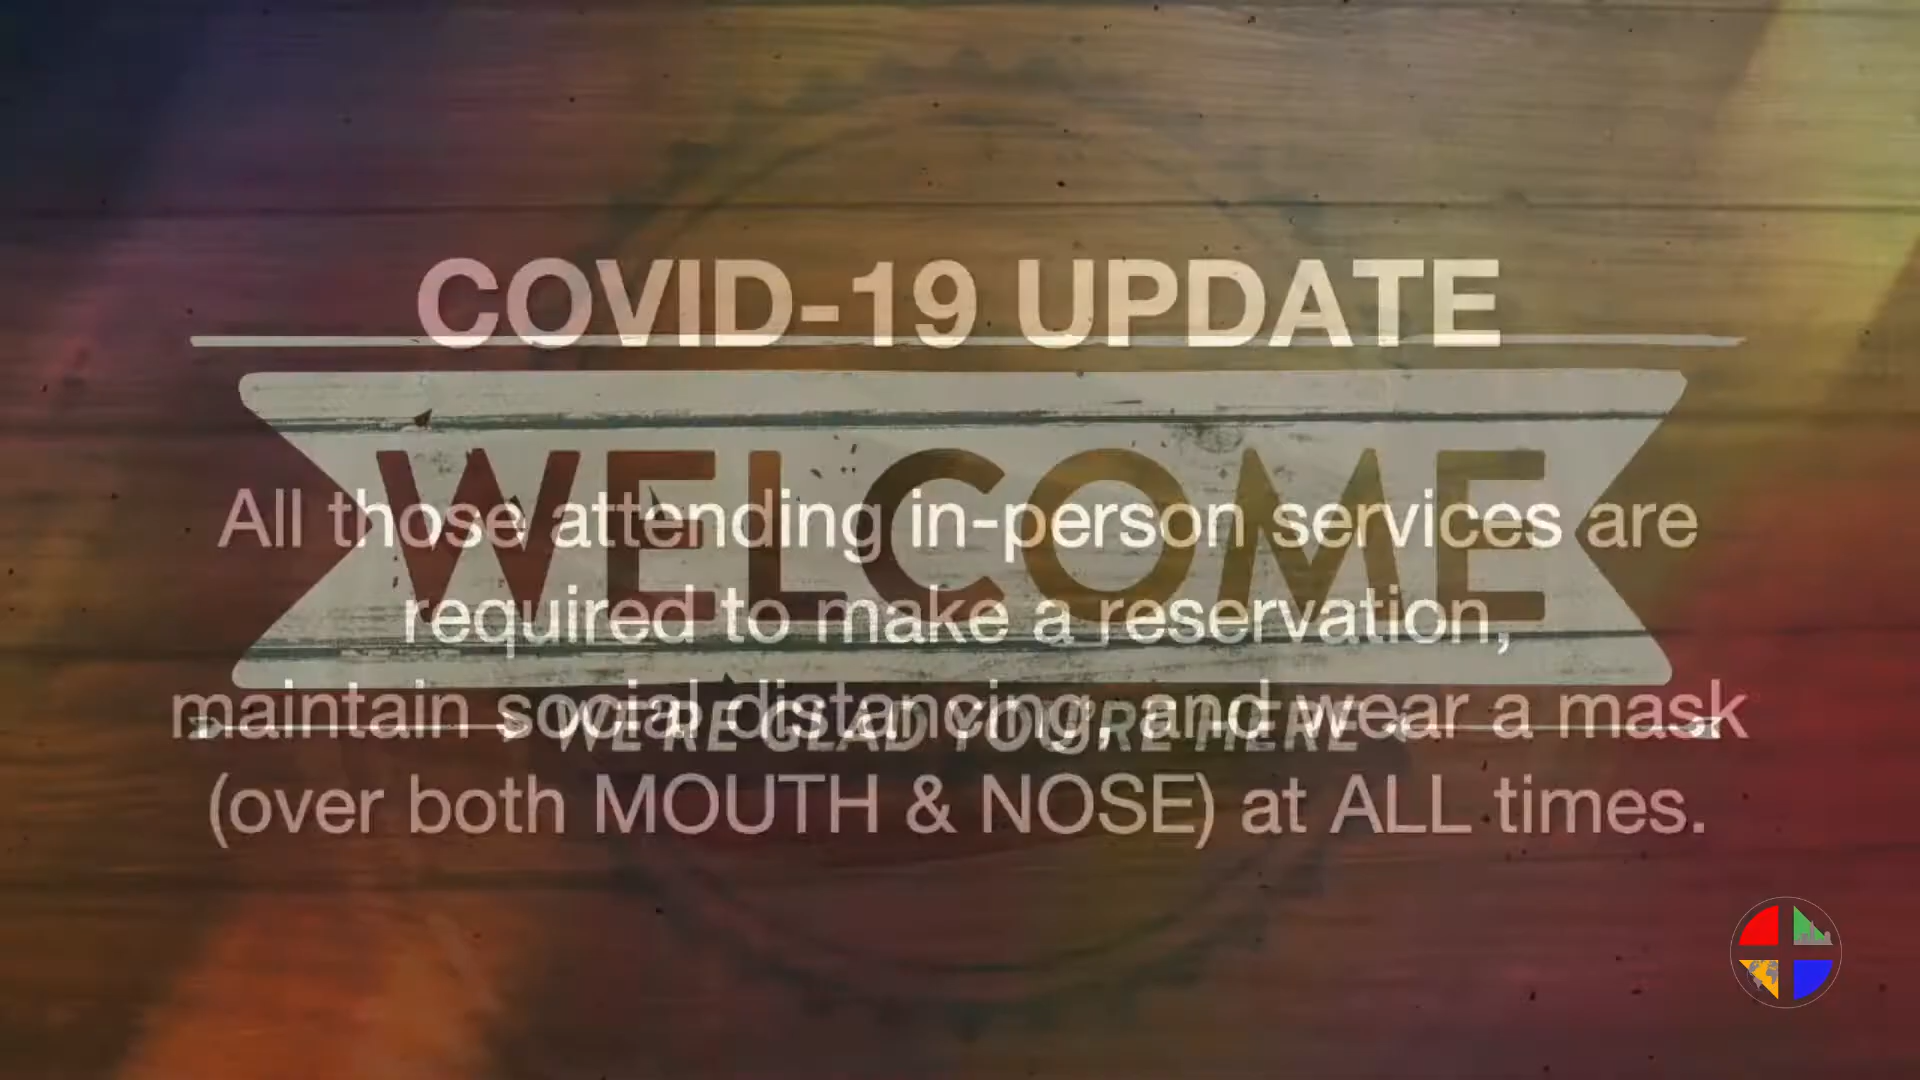 COVID-19 UPDATE
WELCOME
All those attending in-person services are
required to make a reservation,
maintain social distancing, and wear a mask
WE'RE GLAD YOU'RE HERE
(over both MOUTH & NOSE) at ALL times.